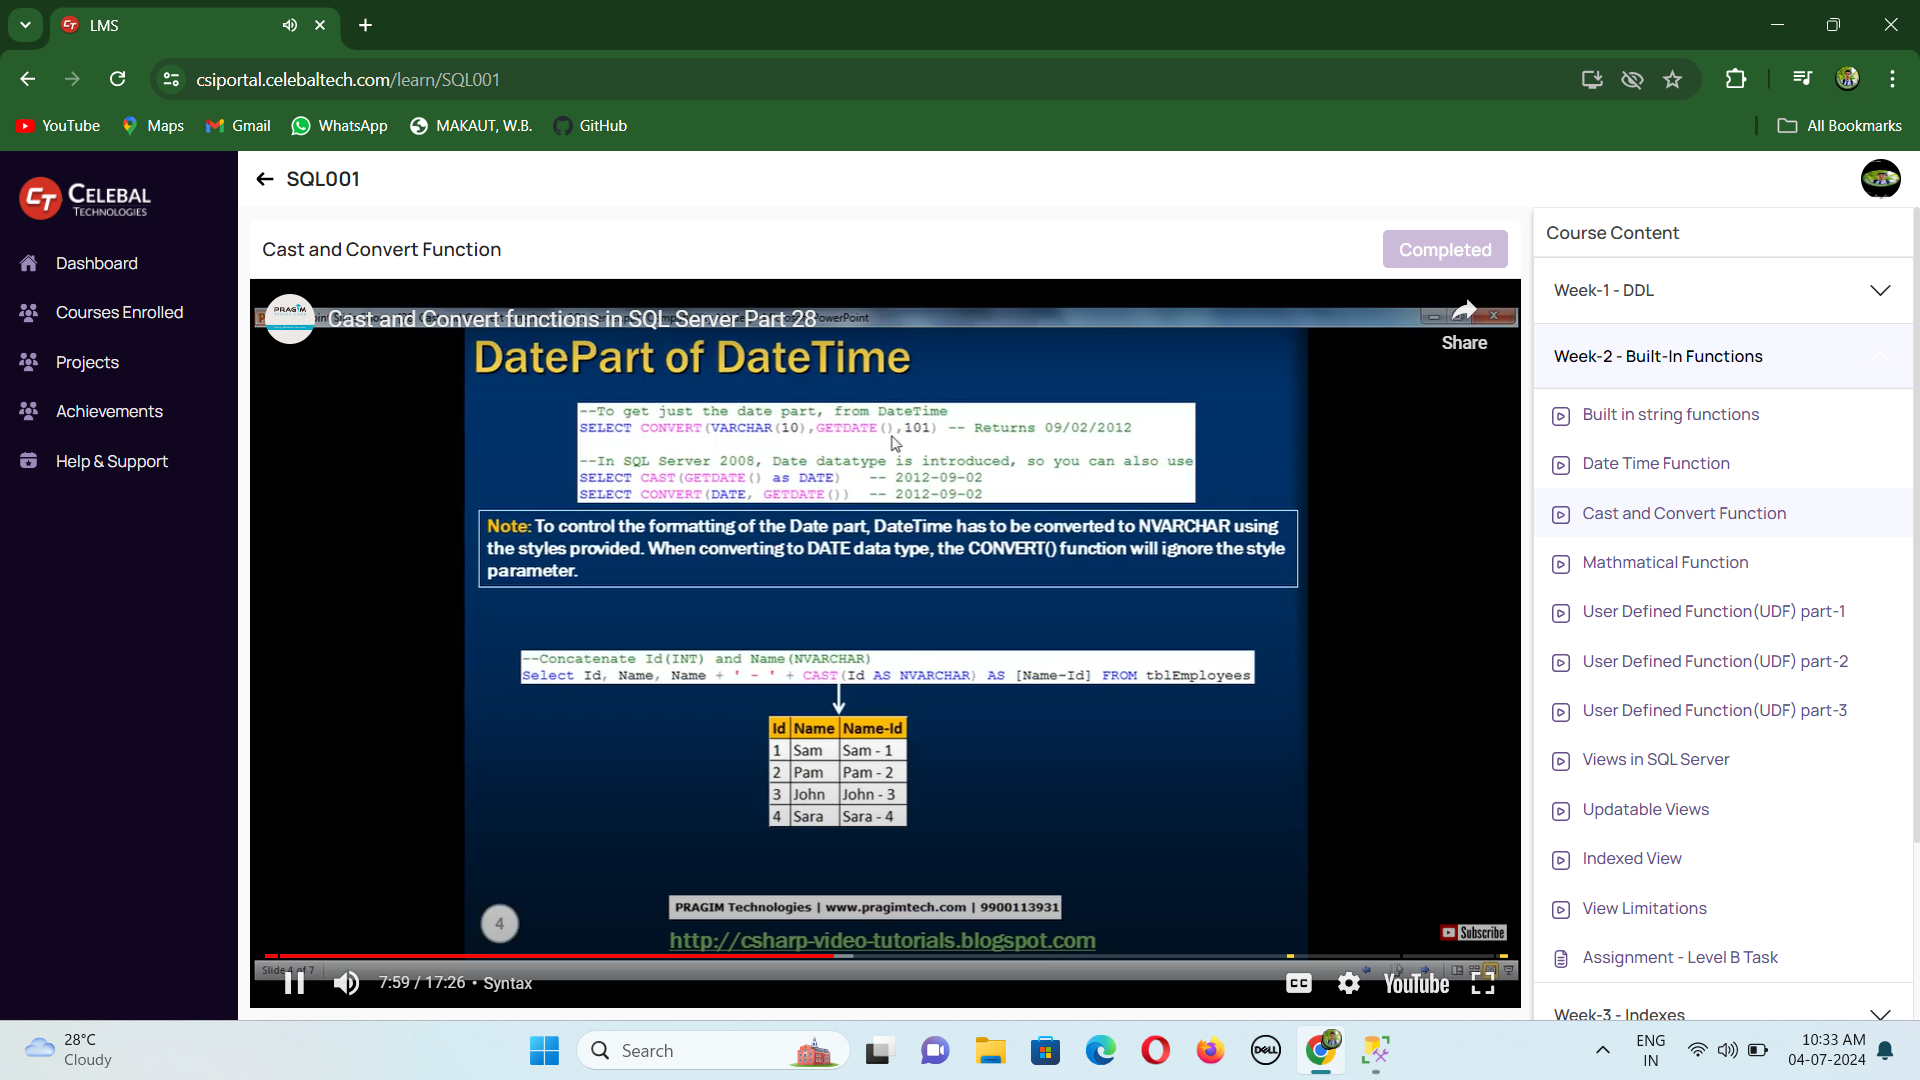 LMS
csiportal.celebaltech.com/learn/SQL001
YouTube Maps Gmail WhatsApp MAKAUT, W.B. GitHub All Bookmarks
CT CELEBAL TECHNOLOGIES
Dashboard
Courses Enrolled
Projects
Achievements
Help & Support
SQL001
Cast and Convert Function
Completed
PRAGIM
Cast and Convert functions in SQL Server Part 28
PowerPoint
Share
DatePart of DateTime
--To get just the date part, from DateTime
SELECT CONVERT(VARCHAR(10),GETDATE(),101) -- Returns 09/02/2012
--In SQL Server 2008, Date datatype is introduced, so you can also use
SELECT CAST(GETDATE() as DATE) -- 2012-09-02
SELECT CONVERT(DATE, GETDATE()) -- 2012-09-02
Note: To control the formatting of the Date part, DateTime has to be converted to NVARCHAR using
the styles provided. When converting to DATE data type, the CONVERT() function will ignore the style
parameter.
--Concatenate Id(INT) and Name(NVARCHAR)
Select Id, Name, Name + ' - ' + CAST(Id AS NVARCHAR) AS [Name-Id] FROM tblEmployees
Id Name Name-Id
1 Sam Sam - 1
2 Pam Pam - 2
3 John John - 3
4 Sara Sara - 4
PRAGIM Technologies | www.pragimtech.com | 9900113931
4
http://csharp-video-tutorials.blogspot.com
Subscribe
Slide 4 of 7
7:59 / 17:26 • Syntax
CC
YouTube
Course Content
Week-1 - DDL
Week-2 - Built-In Functions
Built in string functions
Date Time Function
Cast and Convert Function
Mathmatical Function
User Defined Function(UDF) part-1
User Defined Function(UDF) part-2
User Defined Function(UDF) part-3
Views in SQL Server
Updatable Views
Indexed View
View Limitations
Assignment - Level B Task
Week-3 - Indexes
28°C
Cloudy
Search
DELL
ENG
IN
10:33 AM
04-07-2024